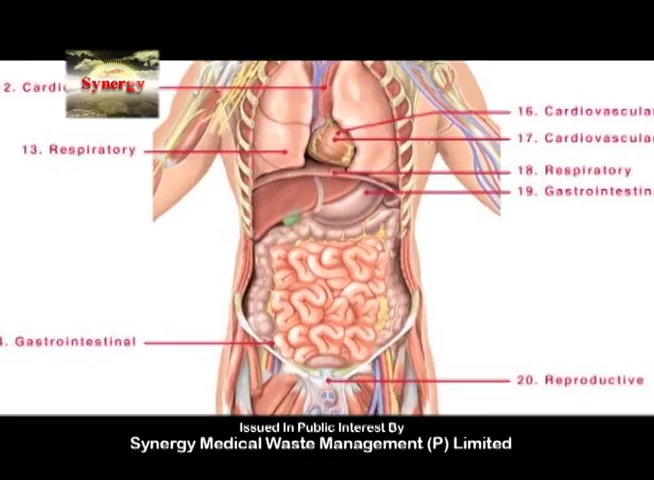 Synergy
2. Cardio
16. Cardiovascular
17. Cardiovascular
13. Respiratory
18. Respiratory
19. Gastrointestina
4. Gastrointestinal
20. Reproductive
Issued In Public Interest By
Synergy Medical Waste Management (P) Limited